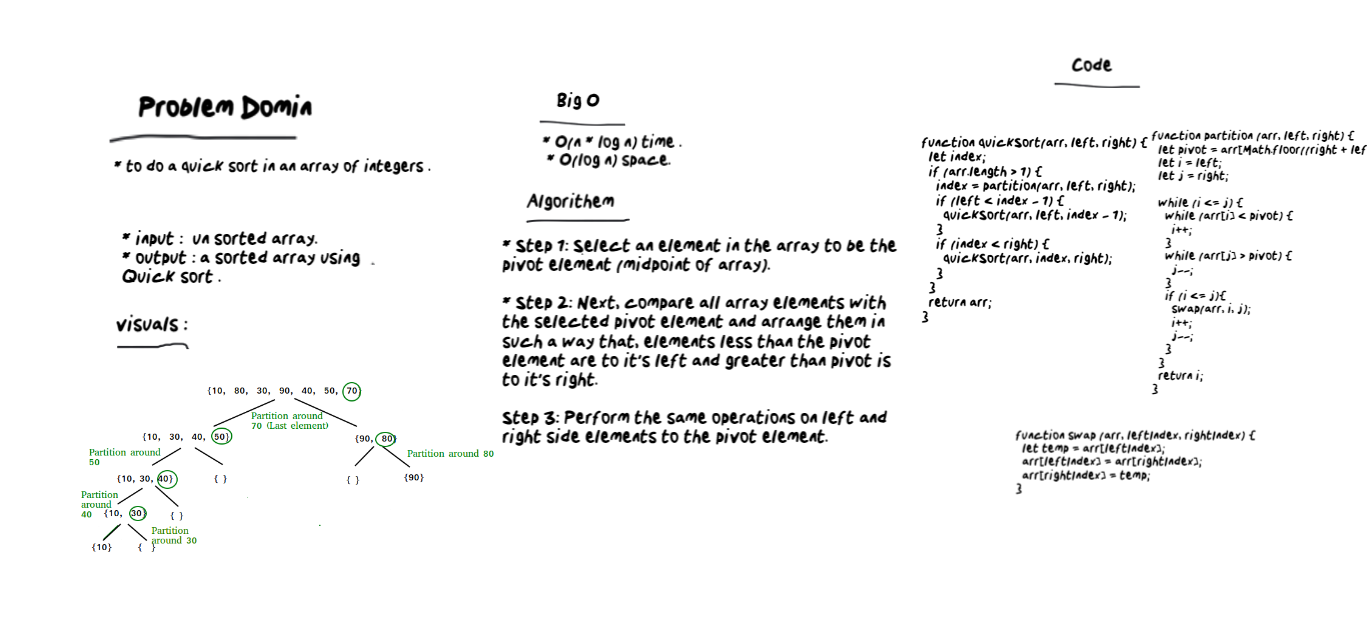 Problem Domin
* to do a quick sort in an array of integers .
* input : un sorted array.
* output : a sorted array using
Quick sort .
visuals :
{10, 80, 30, 90, 40, 50, 70}
Partition around
70 (Last element)
{10, 30, 40, 50}
{90, 80}
Partition around
50
Partition around 80
{10, 30, 40}
{ }
{ }
{90}
Partition
around
40
{10, 30}
{ }
Partition
around 30
{10}
{ }
Big O
* O(n * log n) time .
* O(log n) space.
Algorithem
* Step 1: Select an element in the array to be the
pivot element (midpoint of array).
* Step 2: Next, compare all array elements with
the selected pivot element and arrange them in
such a way that, elements less than the pivot
element are to it's left and greater than pivot is
to it's right.
Step 3: Perform the same operations on left and
right side elements to the pivot element.
Code
function quickSort(arr, left, right) {
let index;
if (arr.length > 1) {
index = partition(arr, left, right);
if (left < index - 1) {
quickSort(arr, left, index - 1);
}
if (index < right) {
quickSort(arr, index, right);
}
}
return arr;
}
function partition (arr, left, right) {
let pivot = arr[Math.floor((right + lef
let i = left;
let j = right;
while (i <= j) {
while (arr[i] < pivot) {
i++;
}
while (arr[j] > pivot) {
j--;
}
if (i <= j){
swap(arr, i, j);
i++;
j--;
}
}
return i;
}
function swap (arr, leftIndex, rightIndex) {
let temp = arr[leftIndex];
arr[leftIndex] = arr[rightIndex];
arr[rightIndex] = temp;
}